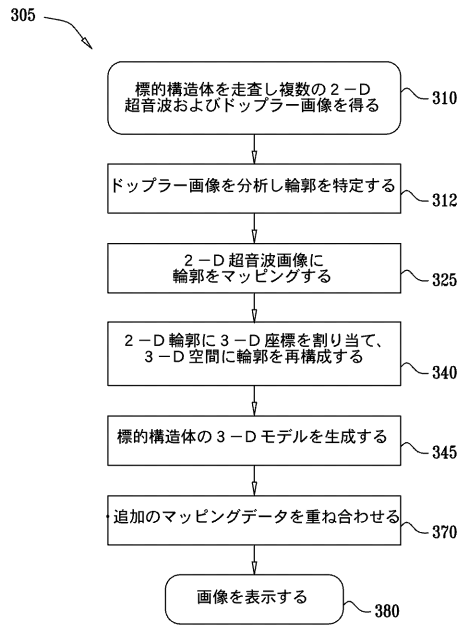 305
標的構造体を走査し複数の2−D
超音波およびドップラー画像を得る
310
ドップラー画像を分析し輪郭を特定する
312
2−D超音波画像に
輪郭をマッピングする
325
2−D輪郭に3−D座標を割り当て、
3−D空間に輪郭を再構成する
340
標的構造体の3−Dモデルを生成する
345
追加のマッピングデータを重ね合わせる
370
画像を表示する
380